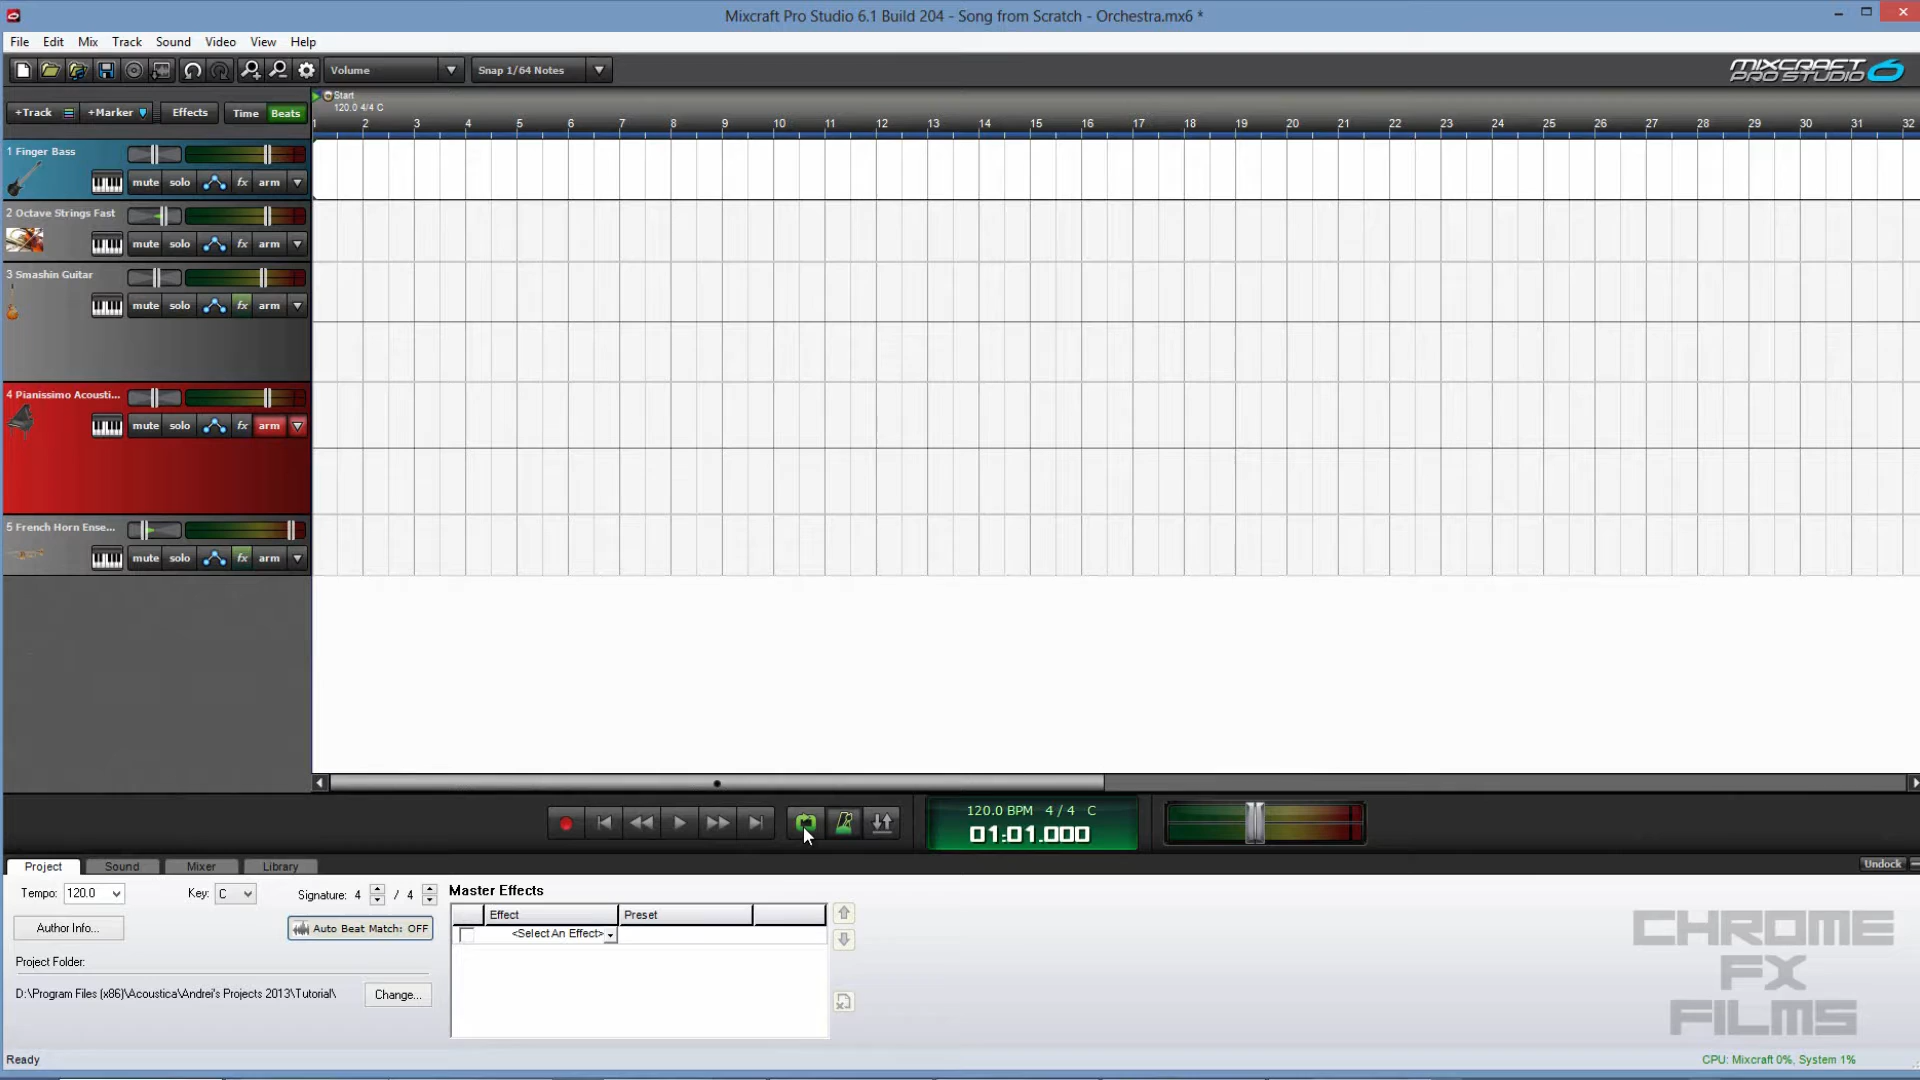 Mixcraft Pro Studio 6.1 Build 204 - Song from Scratch - Orchestra.mx6 *
File Edit Mix Track Sound Video View Help
Volume Snap 1/64 Notes MIXCRAFT PRO STUDIO 6
Start
120.0 4/4 C
+Track +Marker Effects Time Beats
1 2 3 4 5 6 7 8 9 10 11 12 13 14 15 16 17 18 19 20 21 22 23 24 25 26 27 28 29 30 31 32
1 Finger Bass
mute solo fx arm
2 Octave Strings Fast
mute solo fx arm
3 Smashin Guitar
mute solo fx arm
4 Pianissimo Acousti...
mute solo fx arm
5 French Horn Ense...
mute solo fx arm
120.0 BPM 4 / 4 C
01:01.000
Project Sound Mixer Library Undock
Tempo: 120.0 Key: C Signature: 4 / 4 Master Effects
Effect Preset
Author Info... Auto Beat Match: OFF <Select An Effect>
Project Folder:
D:\Program Files (x86)\Acoustica\Andrei's Projects 2013\Tutorial\ Change...
CHROME
FX
FILMS
Ready CPU: Mixcraft 0%, System 1%